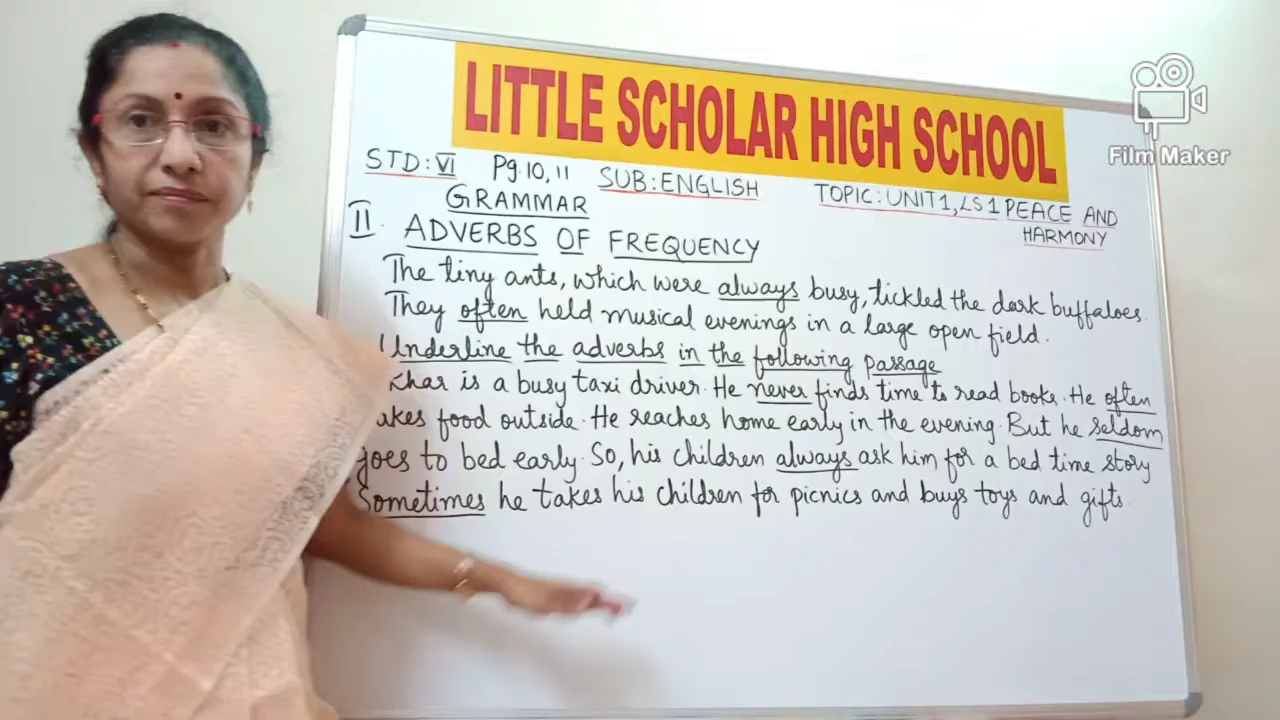 LITTLE SCHOLAR HIGH SCHOOL
Film Maker
STD:VI Pg.10,11 SUB:ENGLISH TOPIC:UNIT1,LS1 PEACE AND HARMONY
GRAMMAR
II. ADVERBS OF FREQUENCY
The tiny ants, which were always busy, tickled the dark buffaloes.
They often held musical evenings in a large open field.
Underline the adverbs in the following passage
is a busy taxi driver. He never finds time to read books. He often
food outside. He reaches home early in the evening. But he seldom
goes to bed early. So, his children always ask him for a bed time story
Sometimes he takes his children for picnics and buys toys and gifts.